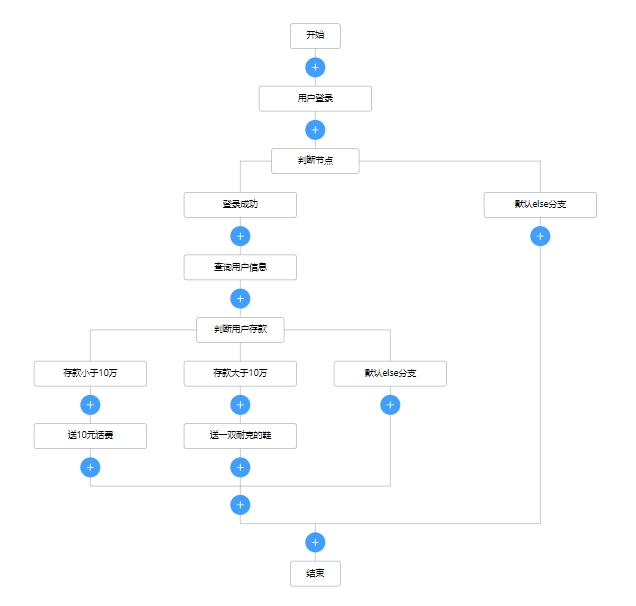 开始
用户登录
判断节点
登录成功
默认else分支
查询用户信息
判断用户存款
存款小于10万
存款大于10万
默认else分支
送10元话费
送一双耐克的鞋
结束